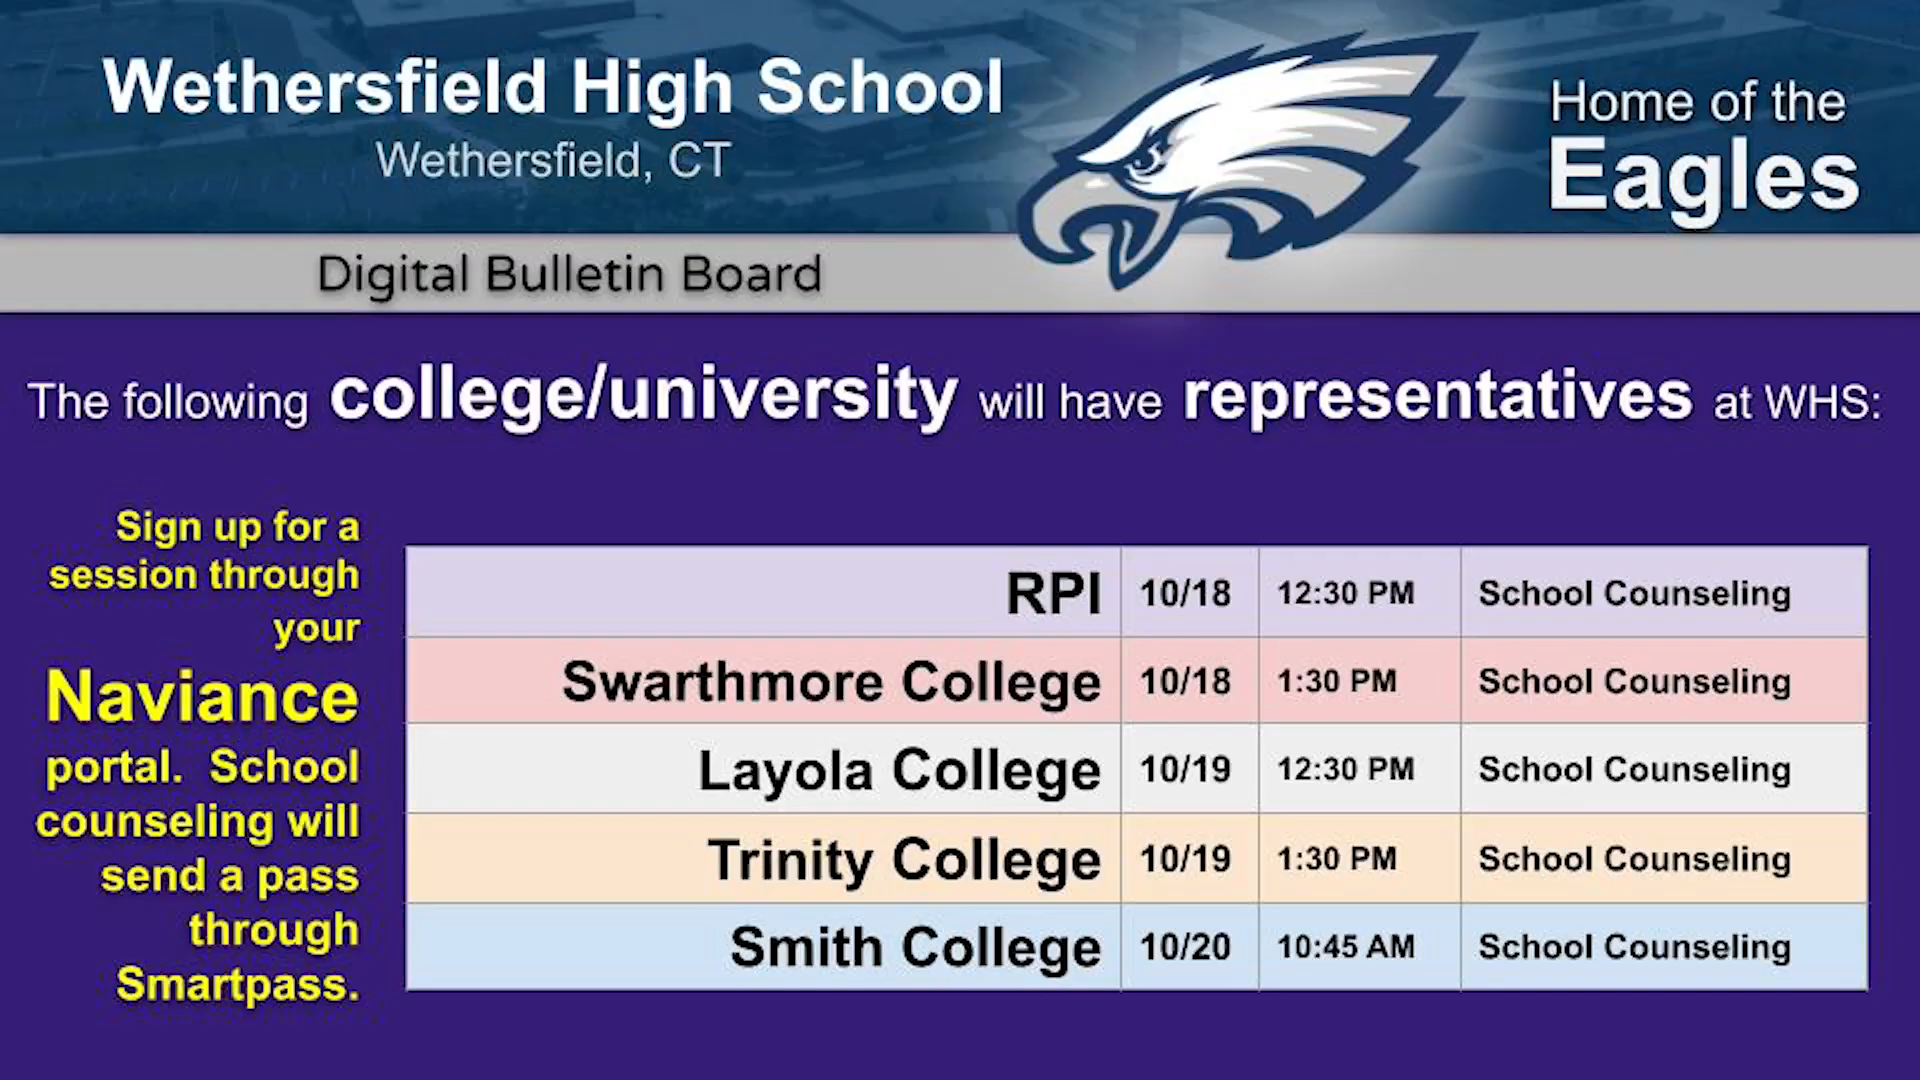 Wethersfield High School
Wethersfield, CT
Home of the
Eagles
Digital Bulletin Board
The following college/university will have representatives at WHS:
Sign up for a
session through
your
Naviance
portal. School
counseling will
send a pass
through
Smartpass.
RPI 10/18 12:30 PM School Counseling
Swarthmore College 10/18 1:30 PM School Counseling
Layola College 10/19 12:30 PM School Counseling
Trinity College 10/19 1:30 PM School Counseling
Smith College 10/20 10:45 AM School Counseling